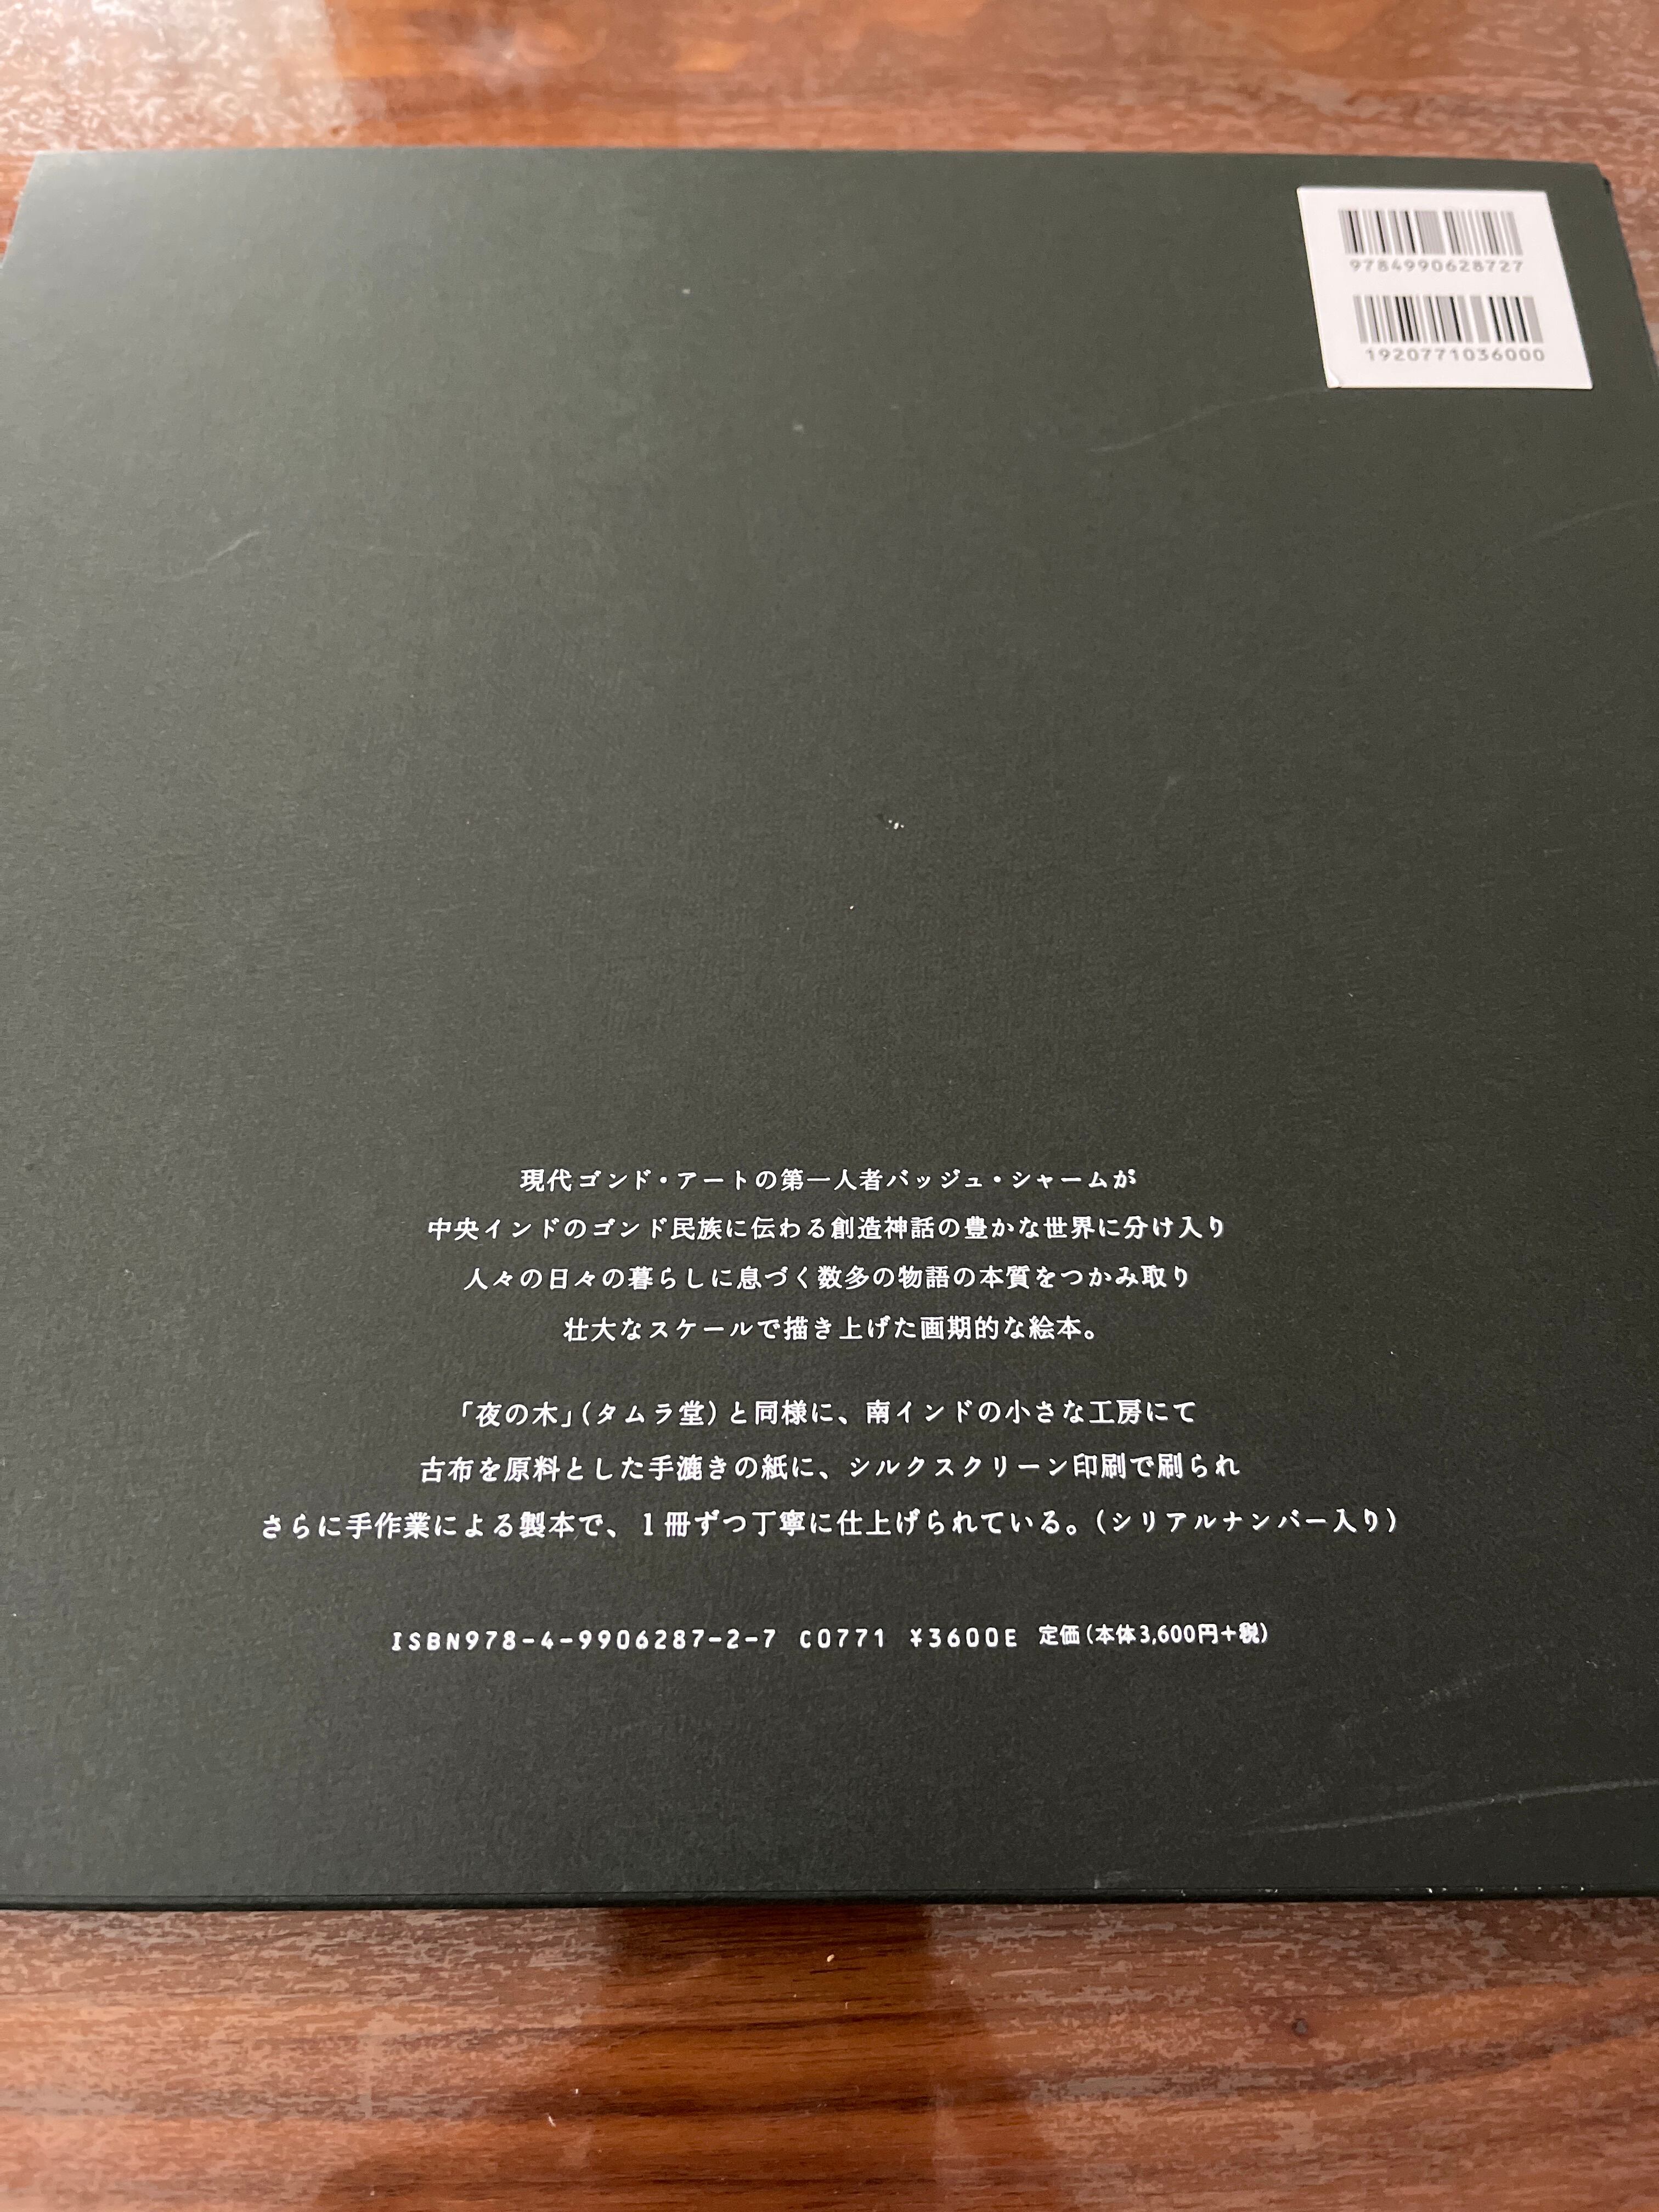 9784990628727
1920771036000
現代ゴンド・アートの第一人者バッジュ・シャームが
中央インドのゴンド民族に伝わる創造神話の豊かな世界に分け入り
人々の日々の暮らしに息づく数多の物語の本質をつかみ取り
壮大なスケールで描き上げた画期的な絵本。
「夜の木」(タムラ堂)と同様に、南インドの小さな工房にて
古布を原料とした手漉きの紙に、シルクスクリーン印刷で刷られ
さらに手作業による製本で、1冊ずつ丁寧に仕上げられている。(シリアルナンバー入り)
ISBN978-4-9906287-2-7 C0771 ¥3600E 定価(本体3,600円+税)